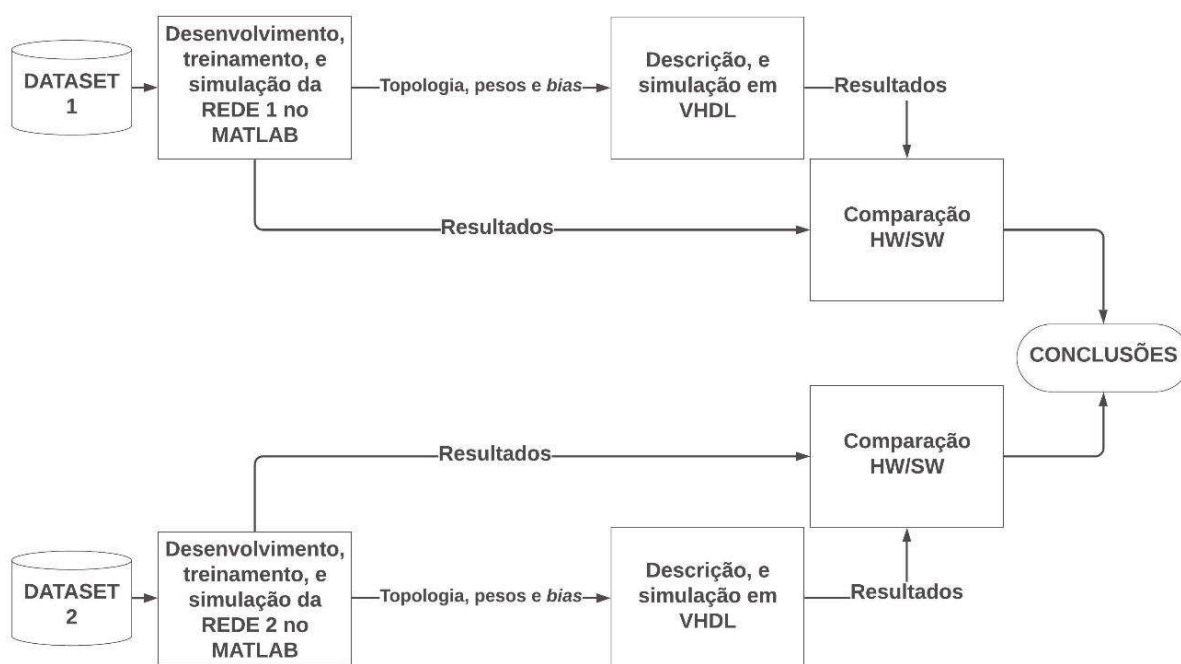 DATASET
1
Desenvolvimento,
treinamento, e
simulação da
REDE 1 no
MATLAB
Topologia, pesos e bias
Descrição, e
simulação em
VHDL
Resultados
Resultados
Comparação
HW/SW
CONCLUSÕES
Resultados
Comparação
HW/SW
DATASET
2
Desenvolvimento,
treinamento, e
simulação da
REDE 2 no
MATLAB
Topologia, pesos e bias
Descrição, e
simulação em
VHDL
Resultados